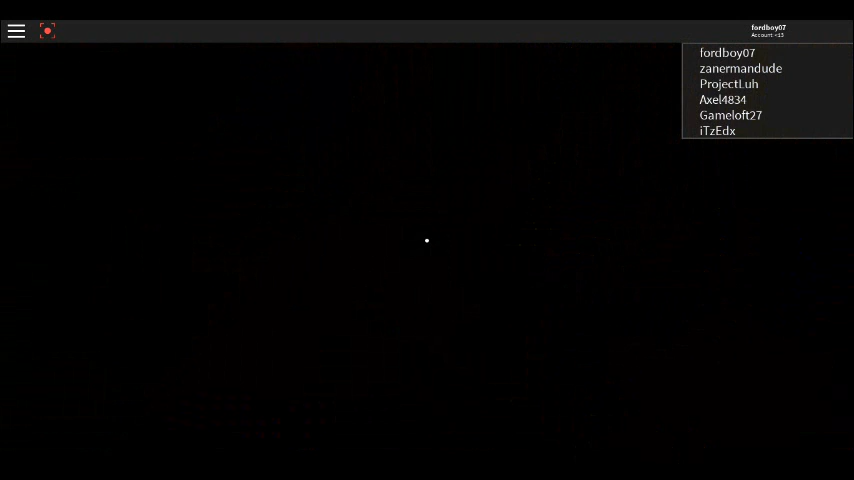 fordboy07
Account: <13
fordboy07
zanermandude
ProjectLuh
Axel4834
Gameloft27
iTzEdx